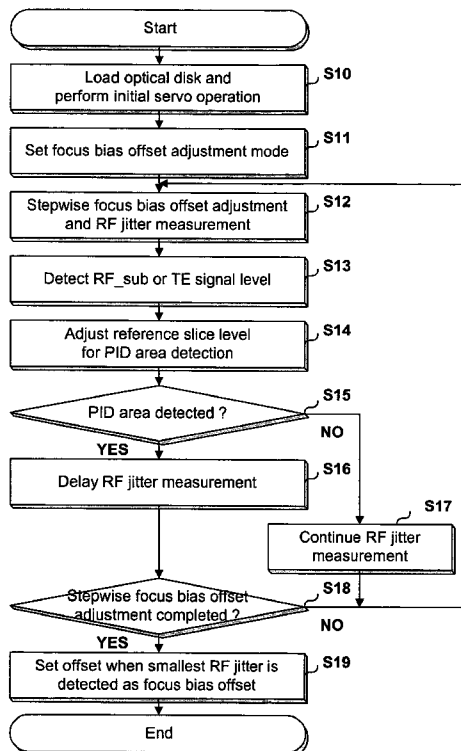 Start
Load optical disk and
perform initial servo operation
S10
Set focus bias offset adjustment mode
S11
Stepwise focus bias offset adjustment
and RF jitter measurement
S12
Detect RF_sub or TE signal level
S13
Adjust reference slice level
for PID area detection
S14
PID area detected ?
S15
YES
NO
Delay RF jitter measurement
S16
Continue RF jitter
measurement
S17
Stepwise focus bias offset
adjustment completed ?
S18
YES
NO
Set offset when smallest RF jitter is
detected as focus bias offset
S19
End